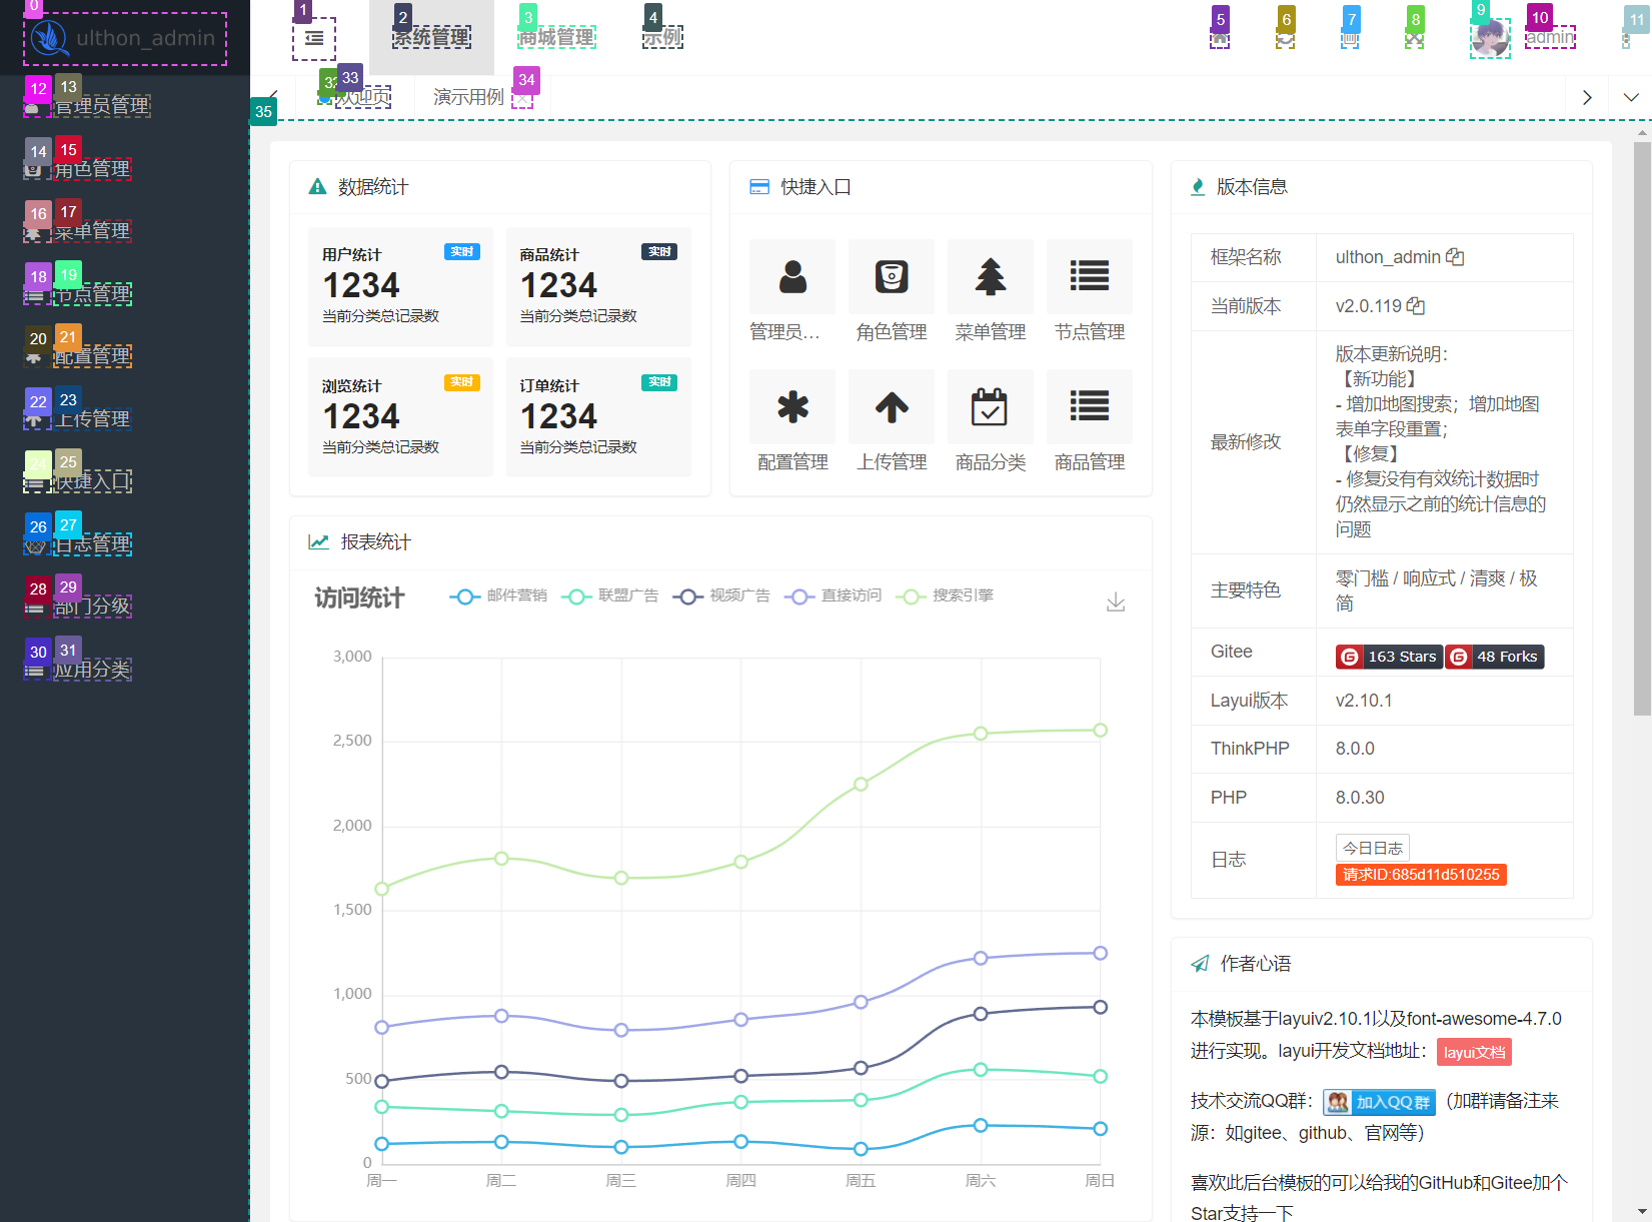 0 1 2 3 4 5 6 7 8 9 10 11
ulthon_admin
系统管理
商城管理
示例
admin
12 13
管理员管理
14 15
角色管理
16 17
菜单管理
18 19
节点管理
20 21
配置管理
22 23
上传管理
24 25
快捷入口
26 27
日志管理
28 29
部门分级
30 31
应用分类
32 33 34
欢迎页
演示用例
35
数据统计
用户统计 实时
1234
当前分类总记录数
商品统计 实时
1234
当前分类总记录数
浏览统计 实时
1234
当前分类总记录数
订单统计 实时
1234
当前分类总记录数
快捷入口
管理员... 角色管理 菜单管理 节点管理
配置管理 上传管理 商品分类 商品管理
报表统计
访问统计
邮件营销 联盟广告 视频广告 直接访问 搜索引擎
3,000
2,500
2,000
1,500
1,000
500
0
周一 周二 周三 周四 周五 周六 周日
版本信息
框架名称 ulthon_admin
当前版本 v2.0.119
最新修改
版本更新说明：
【新功能】
- 增加地图搜索；增加地图
表单字段重置；
【修复】
- 修复没有有效统计数据时
仍然显示之前的统计信息的
问题
主要特色
零门槛 / 响应式 / 清爽 / 极
简
Gitee 163 Stars 48 Forks
Layui版本 v2.10.1
ThinkPHP 8.0.0
PHP 8.0.30
日志
今日日志
请求ID:685d11d510255
作者心语
本模板基于layuiv2.10.1以及font-awesome-4.7.0
进行实现。layui开发文档地址： layui文档
技术交流QQ群： 加入QQ群 （加群请备注来
源：如gitee、github、官网等）
喜欢此后台模板的可以给我的GitHub和Gitee加个
Star支持一下